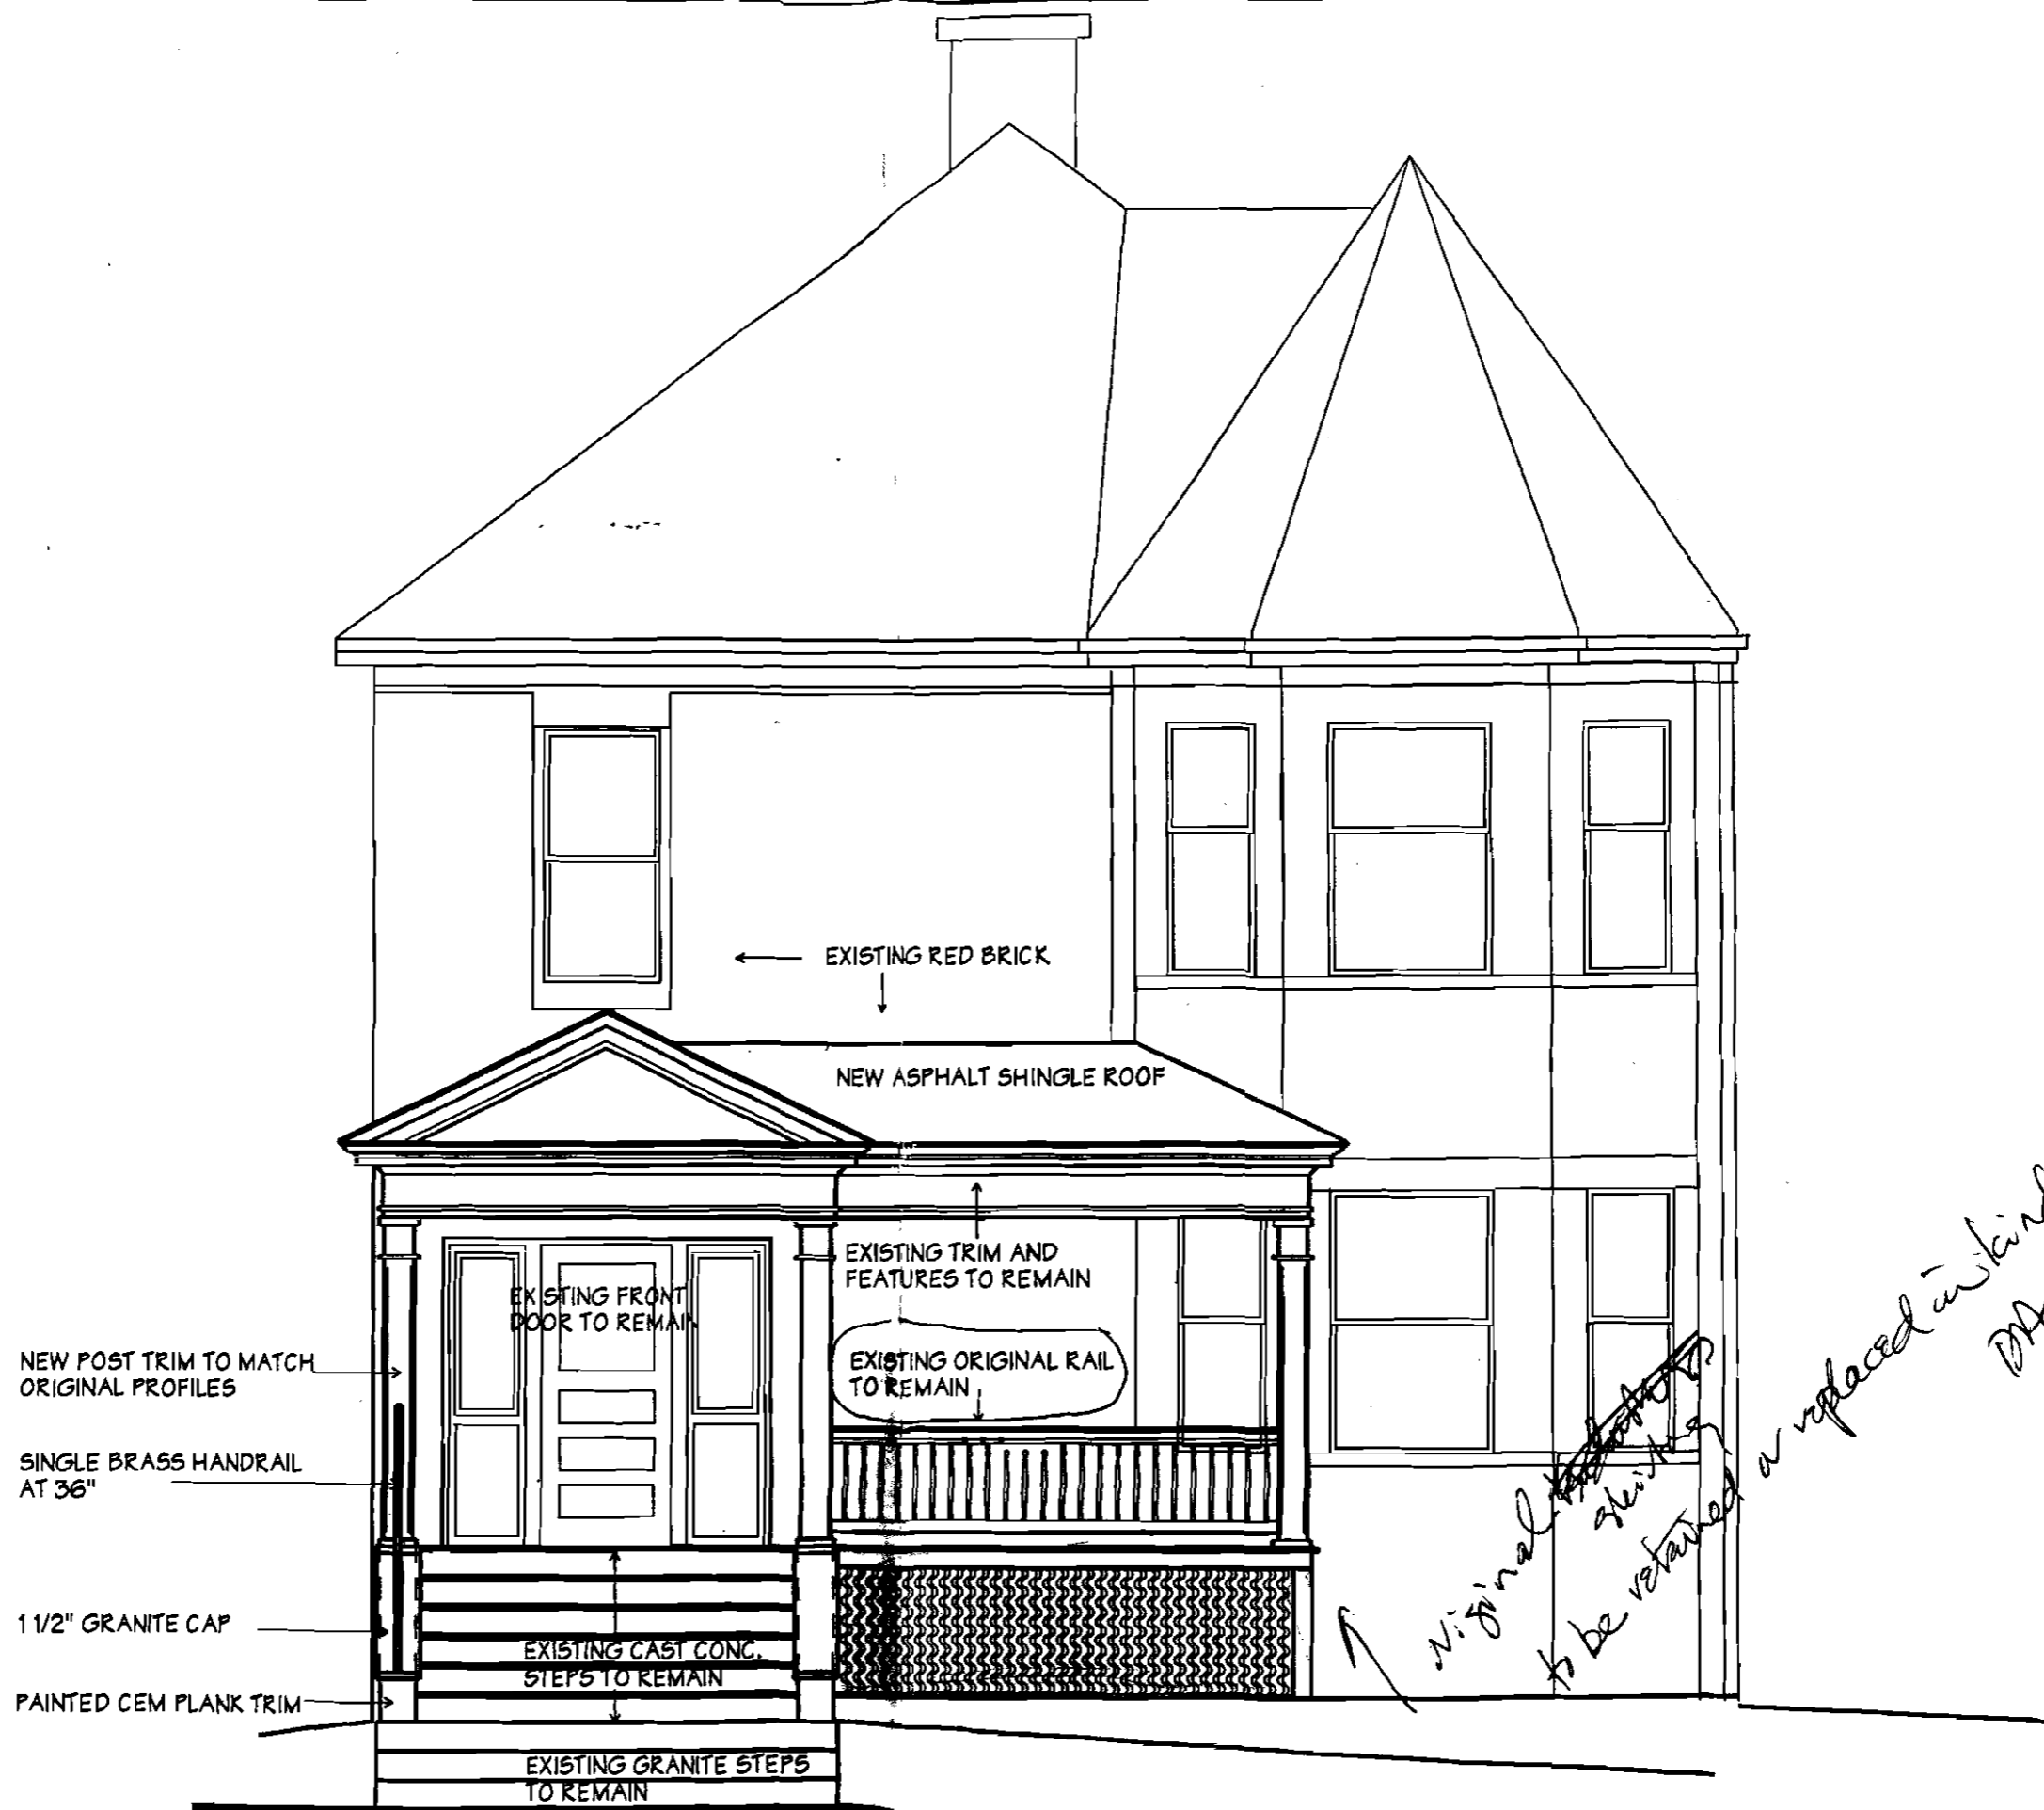 EXISTING RED BRICK
NEW ASPHALT SHINGLE ROOF
EXISTING TRIM AND
FEATURES TO REMAIN
EXISTING FRONT
DOOR TO REMAIN
EXISTING ORIGINAL RAIL
TO REMAIN
NEW POST TRIM TO MATCH
ORIGINAL PROFILES
SINGLE BRASS HANDRAIL
AT 36"
1 1/2" GRANITE CAP
PAINTED CEM PLANK TRIM
EXISTING CAST CONC.
STEPS TO REMAIN
EXISTING GRANITE STEPS
TO REMAIN
original
skirting
to be retained or replaced in kind